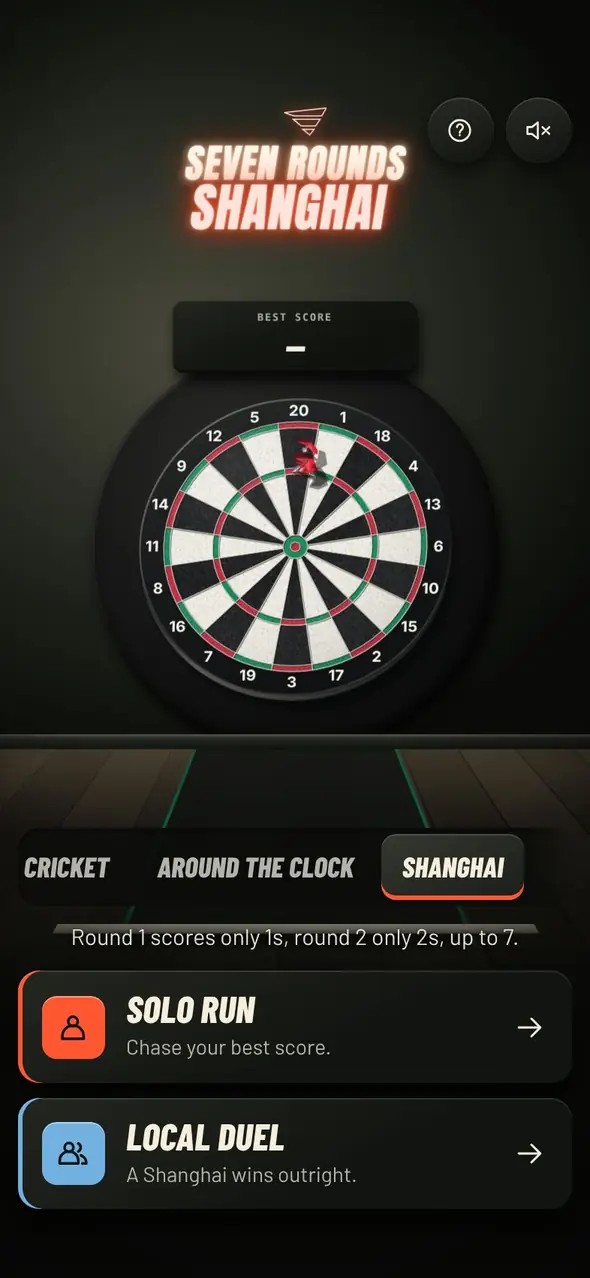 SEVEN ROUNDS
SHANGHAI
BEST SCORE
–
20
1
18
4
13
6
10
15
2
17
3
19
7
16
8
11
14
9
12
5
CRICKET
AROUND THE CLOCK
SHANGHAI
Round 1 scores only 1s, round 2 only 2s, up to 7.
SOLO RUN
Chase your best score.
LOCAL DUEL
A Shanghai wins outright.